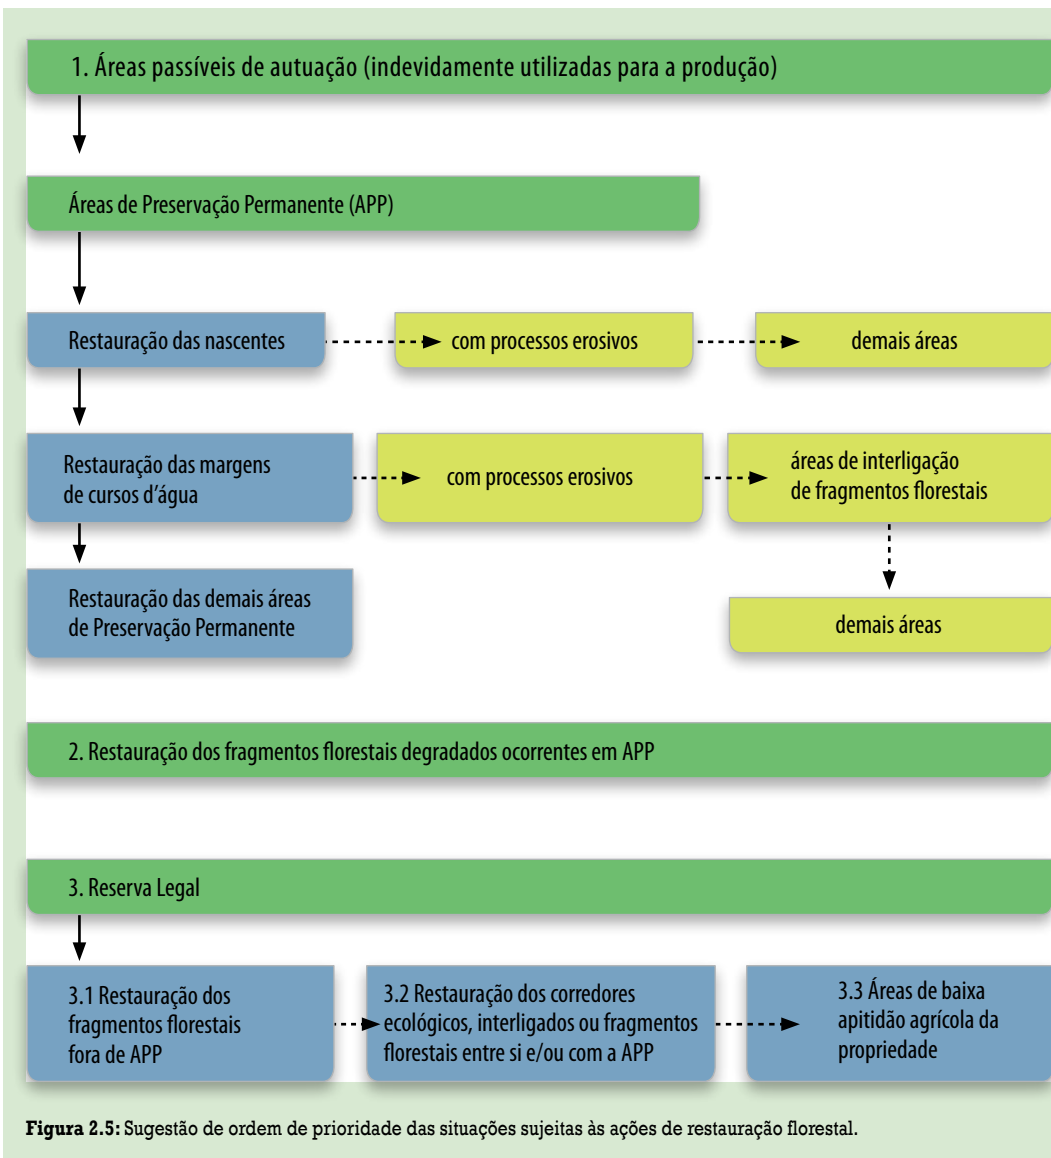 1. Áreas passíveis de autuação (indevidamente utilizadas para a produção)
Áreas de Preservação Permanente (APP)
Restauração das nascentes
com processos erosivos
demais áreas
Restauração das margens
de cursos d’água
com processos erosivos
áreas de interligação
de fragmentos florestais
Restauração das demais áreas
de Preservação Permanente
demais áreas
2. Restauração dos fragmentos florestais degradados ocorrentes em APP
3. Reserva Legal
3.1 Restauração dos
fragmentos florestais
fora de APP
3.2 Restauração dos corredores
ecológicos, interligados ou fragmentos
florestais entre si e/ou com a APP
3.3 Áreas de baixa
apitidão agrícola da
propriedade
Figura 2.5: Sugestão de ordem de prioridade das situações sujeitas às ações de restauração florestal.